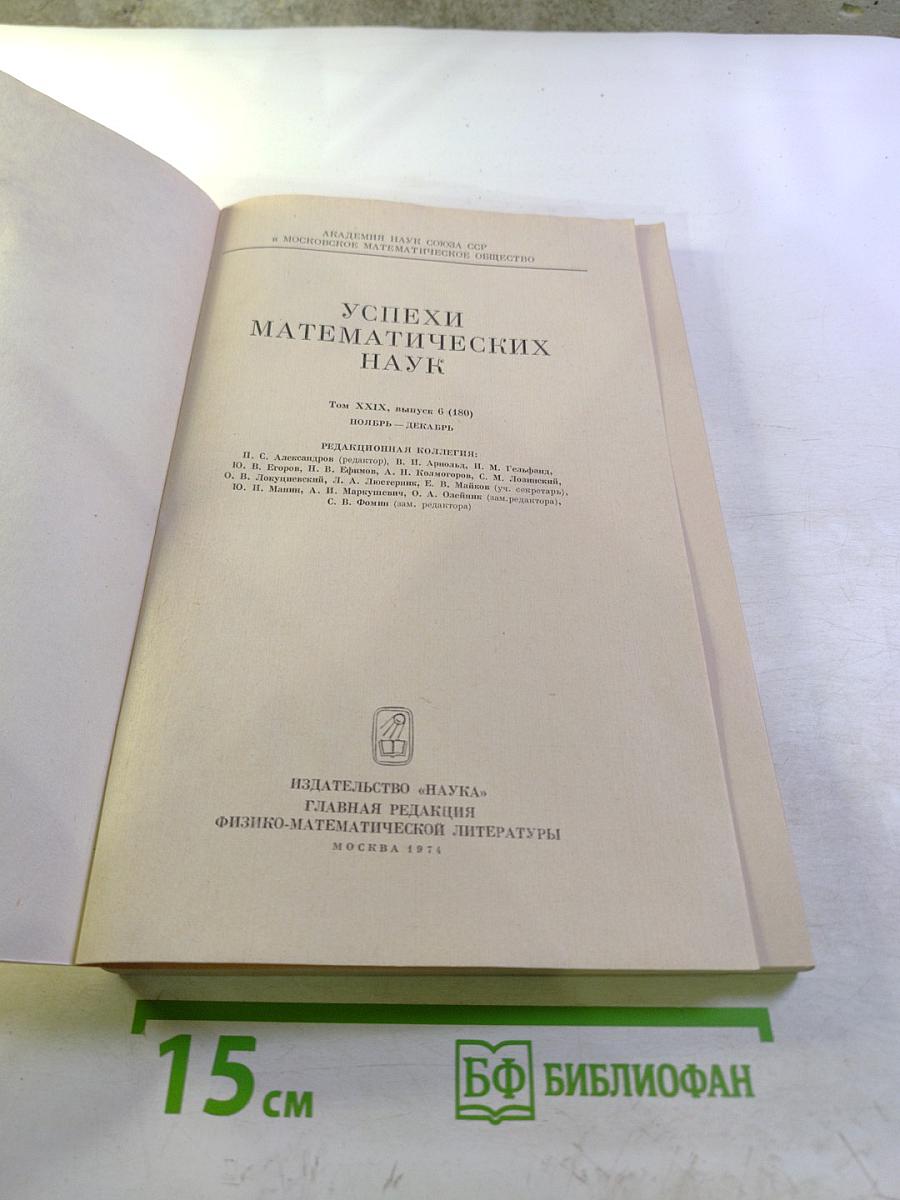 АКАДЕМИЯ НАУК СОЮЗА ССР
и МОСКОВСКОЕ МАТЕМАТИЧЕСКОЕ ОБЩЕСТВО
УСПЕХИ
МАТЕМАТИЧЕСКИХ
НАУК
Том XXIX, выпуск 6 (180)
НОЯБРЬ — ДЕКАБРЬ
РЕДАКЦИОННАЯ КОЛЛЕГИЯ:
П. С. Александров (редактор), В. И. Арнольд, И. М. Гельфанд,
Ю. В. Егоров, Н. В. Ефимов, А. Н. Колмогоров, С. М. Лозинский,
О. В. Локуциевский, Л. А. Люстерник, Е. В. Майков (уч. секретарь),
Ю. И. Манин, А. И. Маркушевич, О. А. Олейник (зам.редактора),
С. В. Фомин (зам. редактора)
ИЗДАТЕЛЬСТВО «НАУКА»
ГЛАВНАЯ РЕДАКЦИЯ
ФИЗИКО-МАТЕМАТИЧЕСКОЙ ЛИТЕРАТУРЫ
МОСКВА 1974
15 см
БФ БИБЛИОФАН